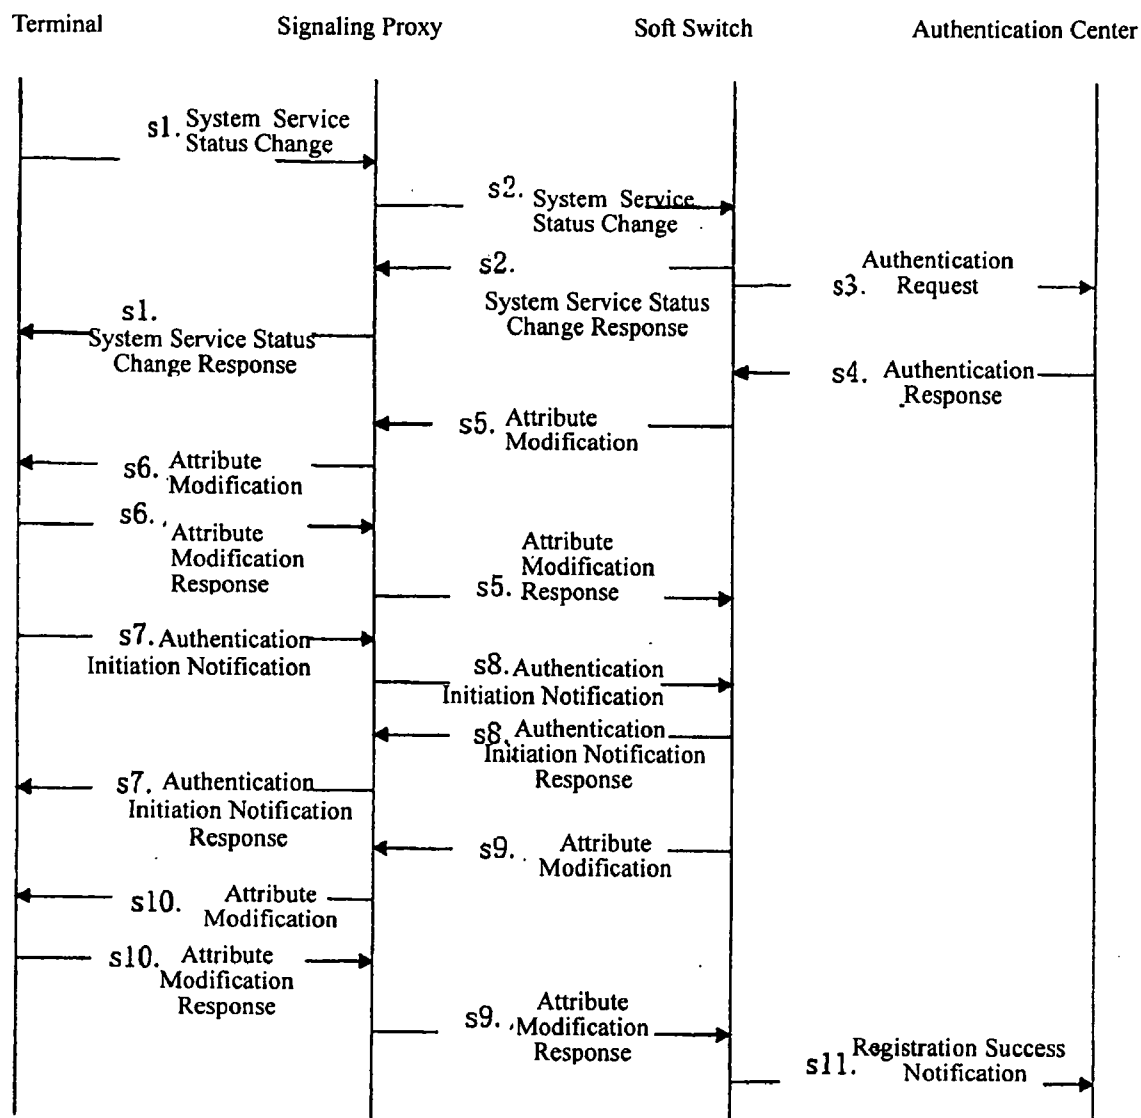 Terminal
Signaling Proxy
Soft Switch
Authentication Center
s1. System Service
Status Change
s2. System Service
Status Change
s2.
System Service Status
Change Response
Authentication
s3. Request
s1.
System Service Status
Change Response
s4. Authentication
Response
s5. Attribute
Modification
s6. Attribute
Modification
s6.
Attribute
Modification
Response
Attribute
Modification
s5. Response
s7. Authentication
Initiation Notification
s8. Authentication
Initiation Notification
s8. Authentication
Initiation Notification
Response
s7. Authentication
Initiation Notification
Response
s9. Attribute
Modification
s10. Attribute
Modification
s10. Attribute
Modification
Response
Attribute
s9. Modification
Response
Registration Success
s11. Notification